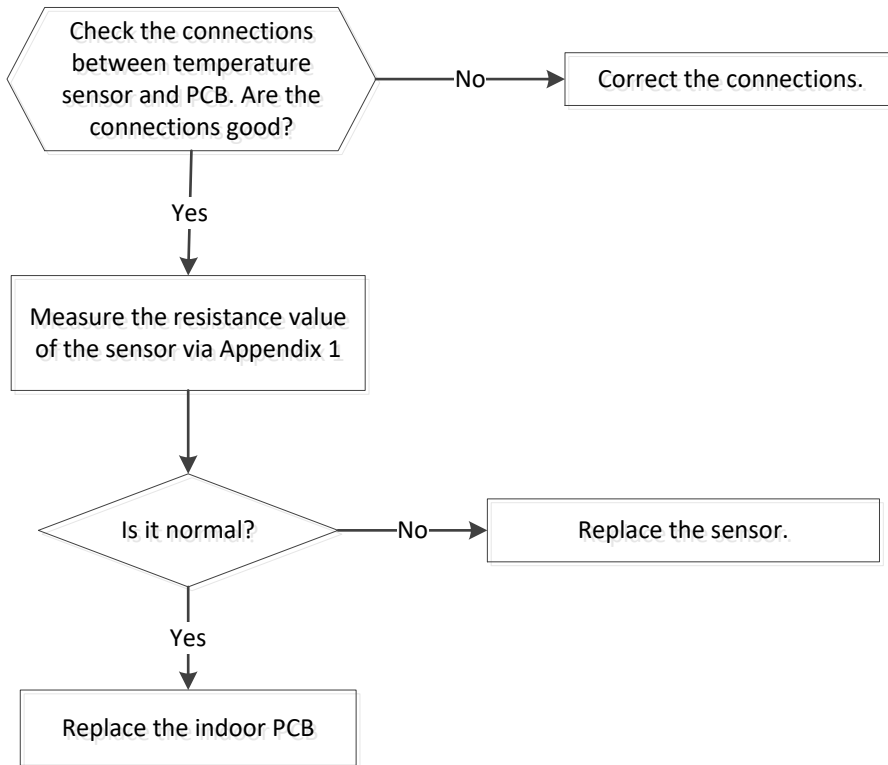 Check the connections
between temperature
sensor and PCB. Are the
connections good?
No
Correct the connections.
Yes
Measure the resistance value
of the sensor via Appendix 1
Is it normal?
No
Replace the sensor.
Yes
Replace the indoor PCB